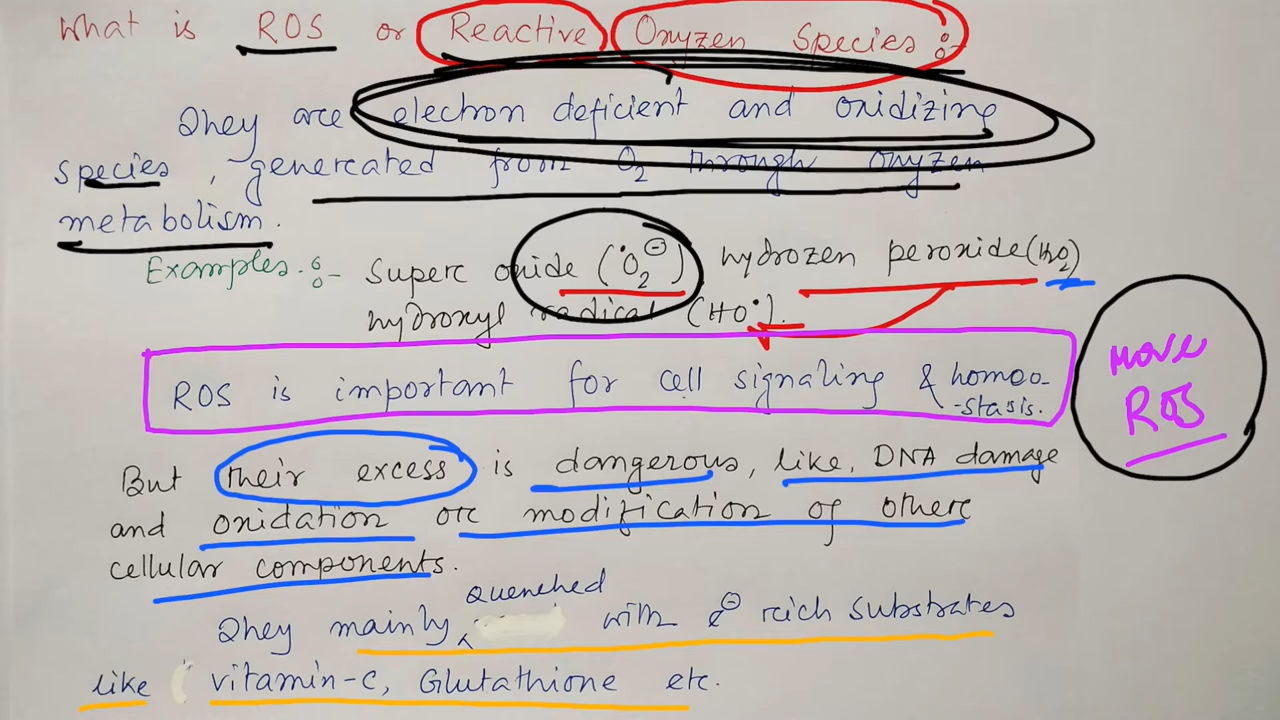 What is ROS or Reactive Oxyzen Species :-
They are electron deficient and oxidizing
species, generated from O₂ through oxyzen
metabolism.
Examples :- Super oxide (•O₂⊖) hydrozen peroxide (H₂O₂)
hydroxyl radical (HO•).
ROS is important for cell signaling & homeo-
-stasis.
More
ROS
But their excess is dangerous, like, DNA damage
and oxidation or modification of other
cellular components.
They mainly quenched with e⊖ rich substrates
like vitamin-C, Glutathione etc.